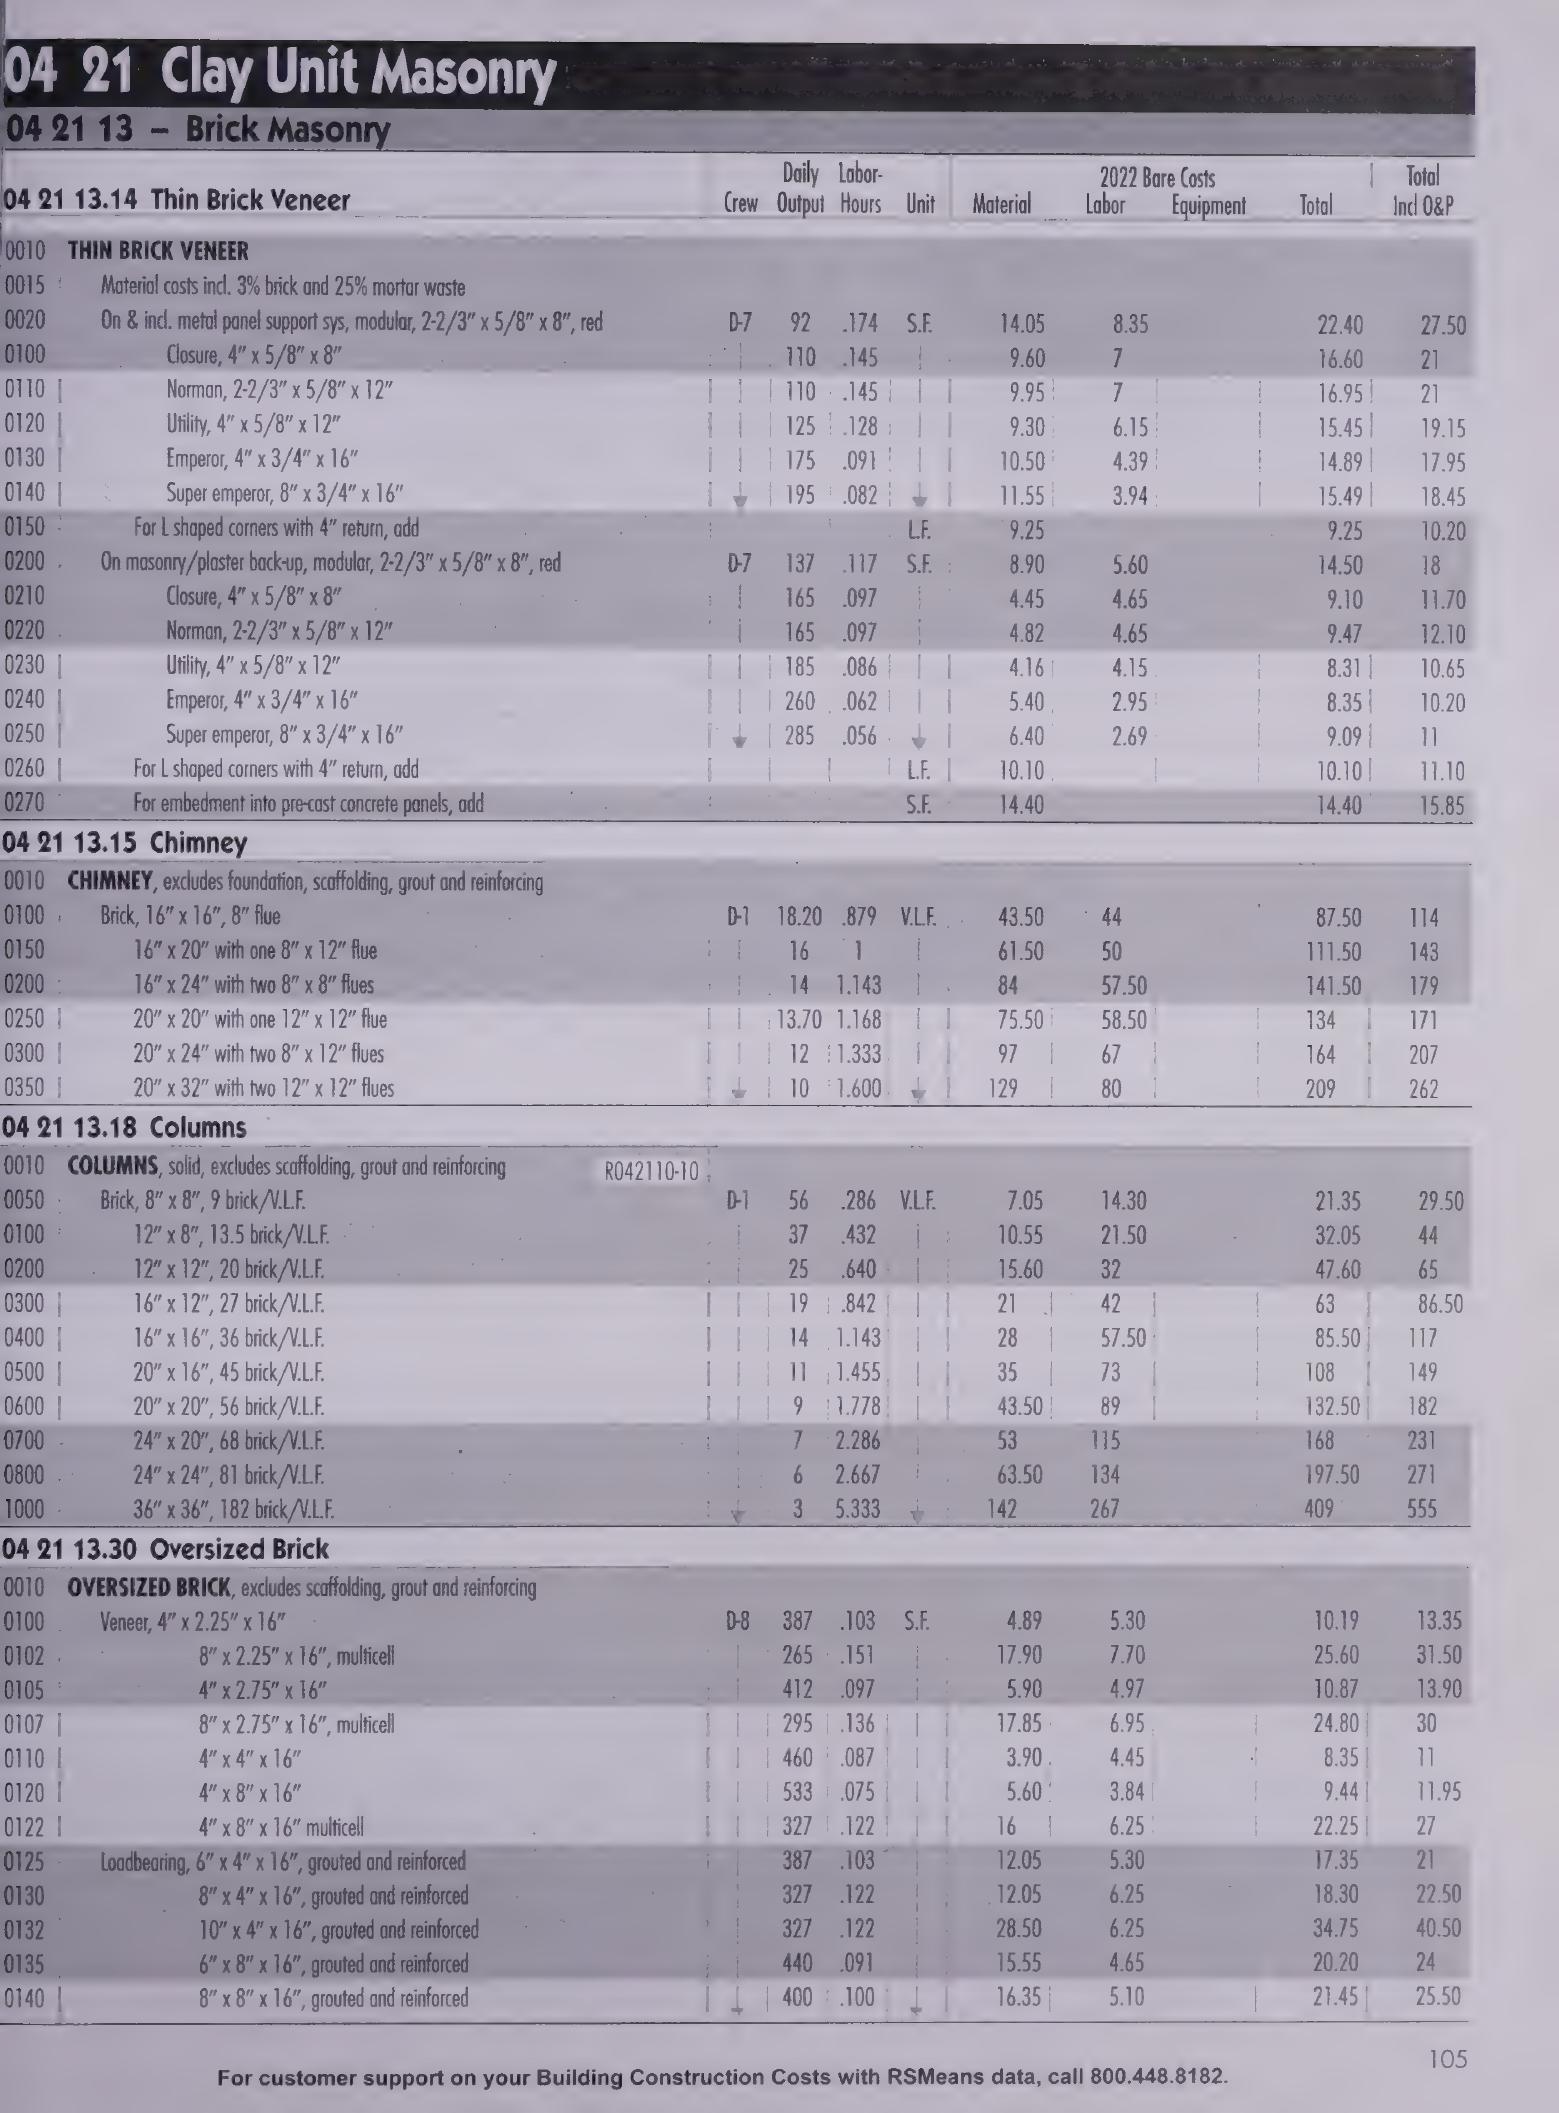 04 21 Clay Unit Masonry
04 21 13 – Brick Masonry
04 21 13.14 Thin Brick Veneer Crew Daily Output Labor-Hours Unit Material 2022 Bare Costs Labor Equipment Total Total Incl O&P
0010 THIN BRICK VENEER
0015 Material costs incl. 3% brick and 25% mortar waste
0020 On & incl. metal panel support sys, modular, 2-2/3" x 5/8" x 8", red D-7 92 .174 S.F. 14.05 8.35 22.40 27.50
0100 Closure, 4" x 5/8" x 8" 110 .145 9.60 7 16.60 21
0110 Norman, 2-2/3" x 5/8" x 12" 110 .145 9.95 7 16.95 21
0120 Utility, 4" x 5/8" x 12" 125 .128 9.30 6.15 15.45 19.15
0130 Emperor, 4" x 3/4" x 16" 175 .091 10.50 4.39 14.89 17.95
0140 Super emperor, 8" x 3/4" x 16" 195 .082 11.55 3.94 15.49 18.45
0150 For L shaped corners with 4" return, add L.F. 9.25 9.25 10.20
0200 On masonry/plaster back-up, modular, 2-2/3" x 5/8" x 8", red D-7 137 .117 S.F. 8.90 5.60 14.50 18
0210 Closure, 4" x 5/8" x 8" 165 .097 4.45 4.65 9.10 11.70
0220 Norman, 2-2/3" x 5/8" x 12" 165 .097 4.82 4.65 9.47 12.10
0230 Utility, 4" x 5/8" x 12" 185 .086 4.16 4.15 8.31 10.65
0240 Emperor, 4" x 3/4" x 16" 260 .062 5.40 2.95 8.35 10.20
0250 Super emperor, 8" x 3/4" x 16" 285 .056 6.40 2.69 9.09 11
0260 For L shaped corners with 4" return, add L.F. 10.10 10.10 11.10
0270 For embedment into pre-cast concrete panels, add S.F. 14.40 14.40 15.85
04 21 13.15 Chimney
0010 CHIMNEY, excludes foundation, scaffolding, grout and reinforcing
0100 Brick, 16" x 16", 8" flue D-1 18.20 .879 V.L.F. 43.50 44 87.50 114
0150 16" x 20" with one 8" x 12" flue 16 1 61.50 50 111.50 143
0200 16" x 24" with two 8" x 8" flues 14 1.143 84 57.50 141.50 179
0250 20" x 20" with one 12" x 12" flue 13.70 1.168 75.50 58.50 134 171
0300 20" x 24" with two 8" x 12" flues 12 1.333 97 67 164 207
0350 20" x 32" with two 12" x 12" flues 10 1.600 129 80 209 262
04 21 13.18 Columns
0010 COLUMNS, solid, excludes scaffolding, grout and reinforcing R042110-10
0050 Brick, 8" x 8", 9 brick/V.L.F. D-1 56 .286 V.L.F. 7.05 14.30 21.35 29.50
0100 12" x 8", 13.5 brick/V.L.F. 37 .432 10.55 21.50 32.05 44
0200 12" x 12", 20 brick/V.L.F. 25 .640 15.60 32 47.60 65
0300 16" x 12", 27 brick/V.L.F. 19 .842 21 42 63 86.50
0400 16" x 16", 36 brick/V.L.F. 14 1.143 28 57.50 85.50 117
0500 20" x 16", 45 brick/V.L.F. 11 1.455 35 73 108 149
0600 20" x 20", 56 brick/V.L.F. 9 1.778 43.50 89 132.50 182
0700 24" x 20", 68 brick/V.L.F. 7 2.286 53 115 168 231
0800 24" x 24", 81 brick/V.L.F. 6 2.667 63.50 134 197.50 271
1000 36" x 36", 182 brick/V.L.F. 3 5.333 142 267 409 555
04 21 13.30 Oversized Brick
0010 OVERSIZED BRICK, excludes scaffolding, grout and reinforcing
0100 Veneer, 4" x 2.25" x 16" D-8 387 .103 S.F. 4.89 5.30 10.19 13.35
0102 8" x 2.25" x 16", multicell 265 .151 17.90 7.70 25.60 31.50
0105 4" x 2.75" x 16" 412 .097 5.90 4.97 10.87 13.90
0107 8" x 2.75" x 16", multicell 295 .136 17.85 6.95 24.80 30
0110 4" x 4" x 16" 460 .087 3.90 4.45 8.35 11
0120 4" x 8" x 16" 533 .075 5.60 3.84 9.44 11.95
0122 4" x 8" x 16" multicell 327 .122 16 6.25 22.25 27
0125 Loadbearing, 6" x 4" x 16", grouted and reinforced 387 .103 12.05 5.30 17.35 21
0130 8" x 4" x 16", grouted and reinforced 327 .122 12.05 6.25 18.30 22.50
0132 10" x 4" x 16", grouted and reinforced 327 .122 28.50 6.25 34.75 40.50
0135 6" x 8" x 16", grouted and reinforced 440 .091 15.55 4.65 20.20 24
0140 8" x 8" x 16", grouted and reinforced 400 .100 16.35 5.10 21.45 25.50
For customer support on your Building Construction Costs with RSMeans data, call 800.448.8182.
105